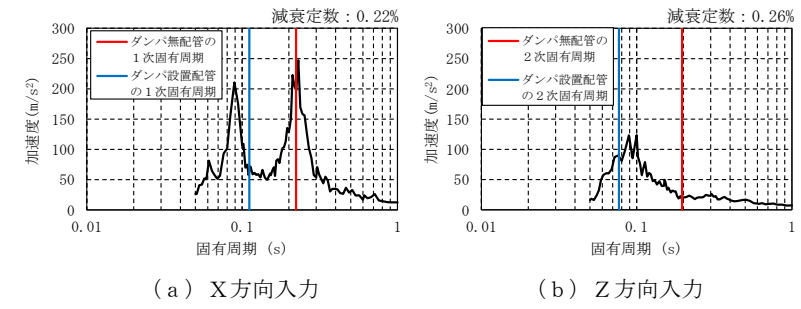 減衰定数：0.22%
300
250
200
150
100
50
0
加速度(m/s²)
ダンパ無配管の
１次固有周期
ダンパ設置配管
の１次固有周期
0.01
0.1
1
固有周期 (s)
（ａ） Ｘ方向入力
減衰定数：0.26%
300
250
200
150
100
50
0
加速度(m/s²)
ダンパ無配管の
２次固有周期
ダンパ設置配管
の２次固有周期
0.01
0.1
1
固有周期 (s)
（ｂ） Ｚ方向入力